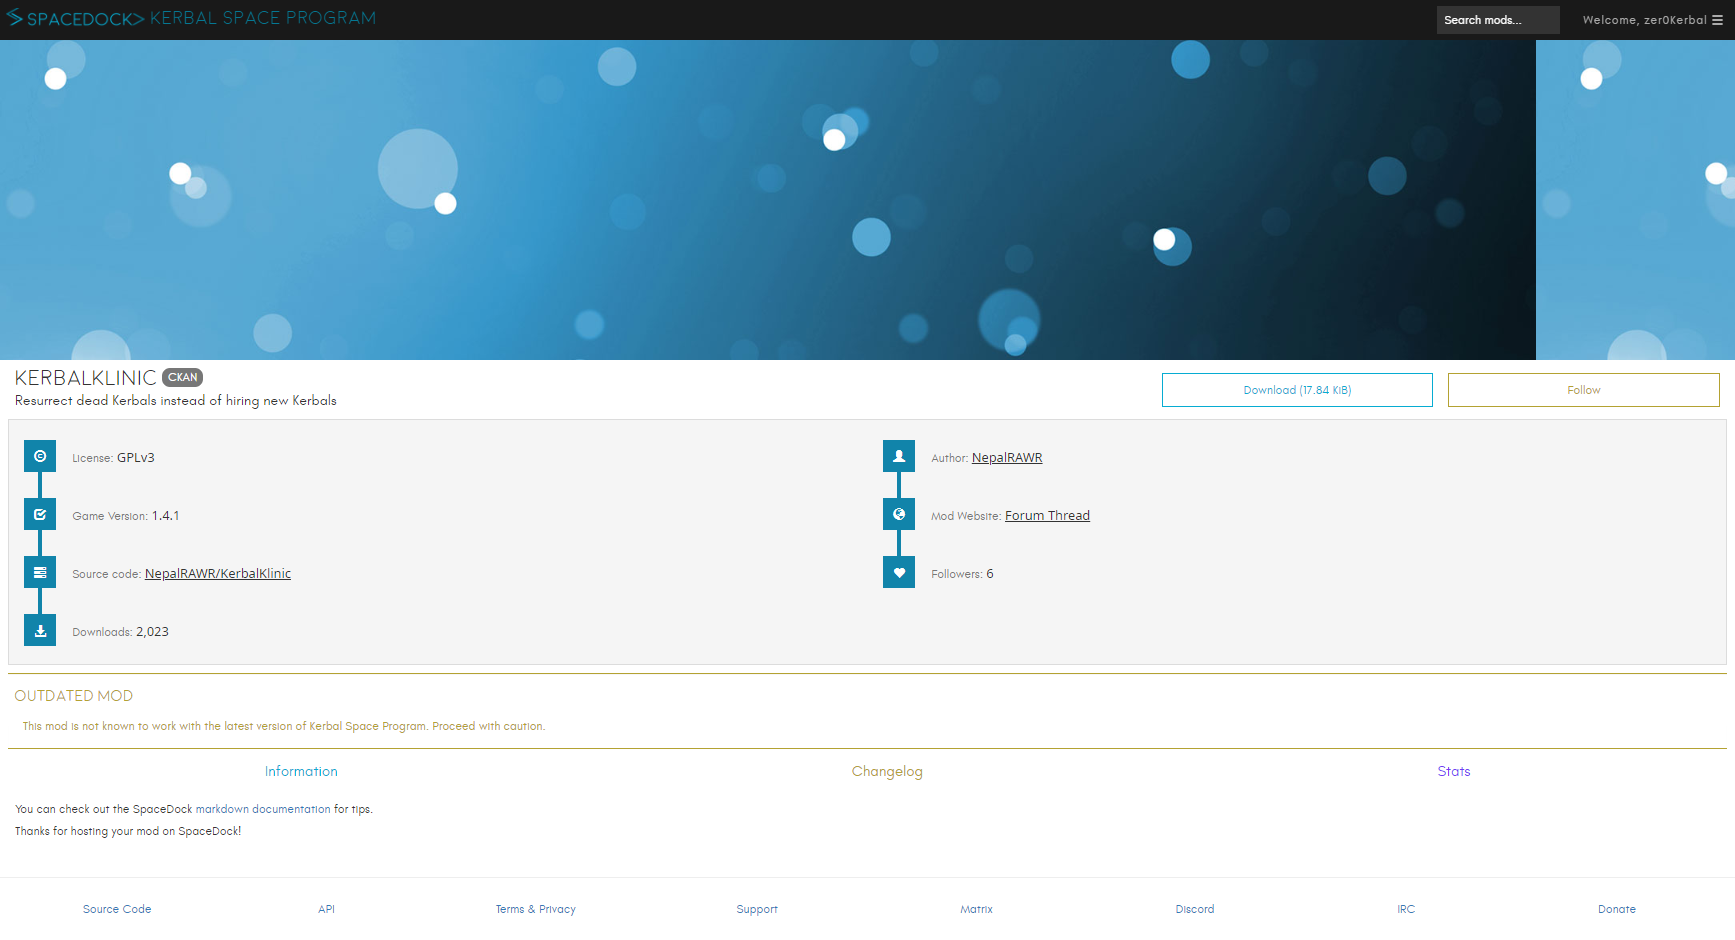 SPACEDOCK KERBAL SPACE PROGRAM
Search mods...
Welcome, zer0Kerbal
KERBALKLINIC CKAN
Resurrect dead Kerbals instead of hiring new Kerbals
Download (17.84 KiB)
Follow
License: GPLv3
Author: NepalRAWR
Game Version: 1.4.1
Mod Website: Forum Thread
Source code: NepalRAWR/KerbalKlinic
Followers: 6
Downloads: 2,023
OUTDATED MOD
This mod is not known to work with the latest version of Kerbal Space Program. Proceed with caution.
Information
Changelog
Stats
You can check out the SpaceDock markdown documentation for tips.
Thanks for hosting your mod on SpaceDock!
Source Code
API
Terms & Privacy
Support
Matrix
Discord
IRC
Donate